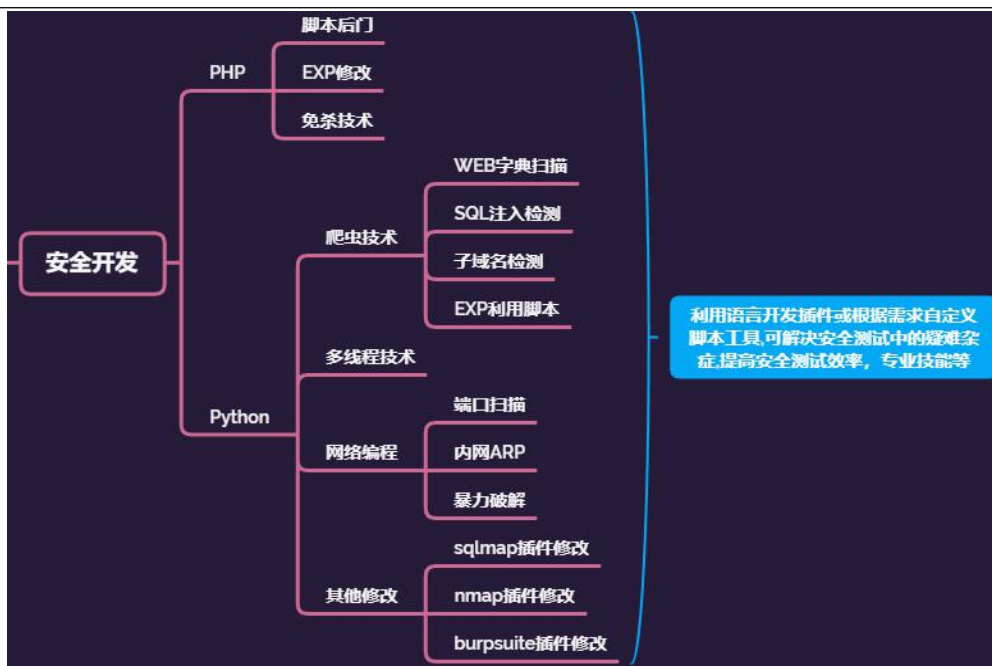 安全开发
PHP
脚本后门
EXP修改
免杀技术
Python
爬虫技术
WEB字典扫描
SQL注入检测
子域名检测
EXP利用脚本
多线程技术
网络编程
端口扫描
内网ARP
暴力破解
其他修改
sqlmap插件修改
nmap插件修改
burpsuite插件修改
利用语言开发插件或根据需求自定义
脚本工具,可解决安全测试中的疑难杂
症,提高安全测试效率，专业技能等